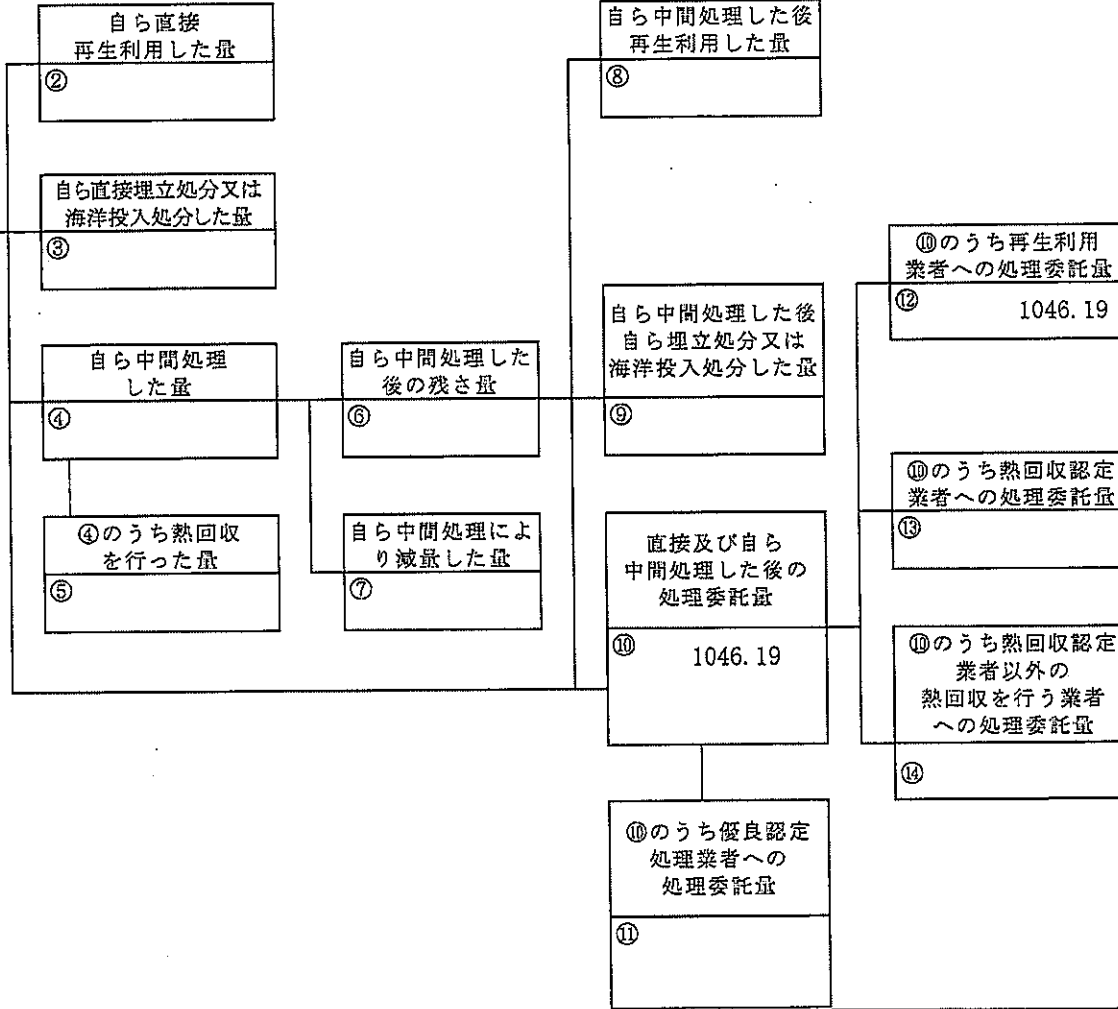 自ら直接
再生利用した量
②
自ら直接埋立処分又は
海洋投入処分した量
③
自ら中間処理
した量
④
④のうち熱回収
を行った量
⑤
自ら中間処理した
後の残さ量
⑥
自ら中間処理によ
り減量した量
⑦
自ら中間処理した後
再生利用した量
⑧
自ら中間処理した後
自ら埋立処分又は
海洋投入処分した量
⑨
直接及び自ら
中間処理した後の
処理委託量
⑩ 1046.19
⑩のうち優良認定
処理業者への
処理委託量
⑪
⑩のうち再生利用
業者への処理委託量
⑫ 1046.19
⑩のうち熱回収認定
業者への処理委託量
⑬
⑩のうち熱回収認定
業者以外の
熱回収を行う業者
への処理委託量
⑭